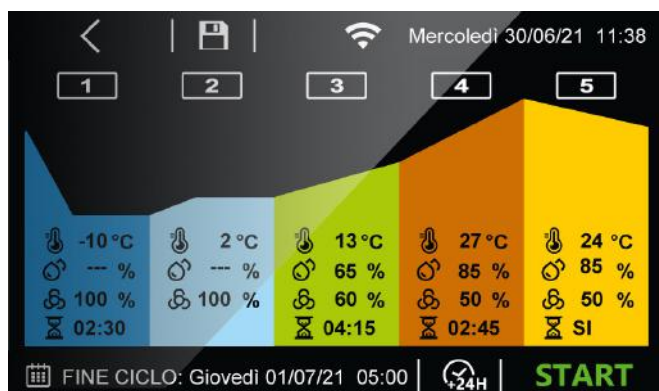 Mercoledì 30/06/21 11:38
1 2 3 4 5
-10 °C 2 °C 13 °C 27 °C 24 °C
--- % --- % 65 % 85 % 85 %
100 % 100 % 60 % 50 % 50 %
02:30 04:15 02:45 SI
FINE CICLO: Giovedì 01/07/21 05:00 +24H START